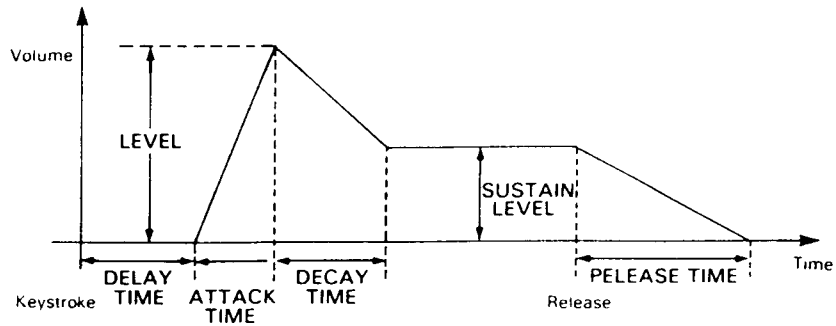 Volume
LEVEL
SUSTAIN
LEVEL
Time
DELAY
TIME
ATTACK
TIME
DECAY
TIME
PELEASE TIME
Keystroke
Release